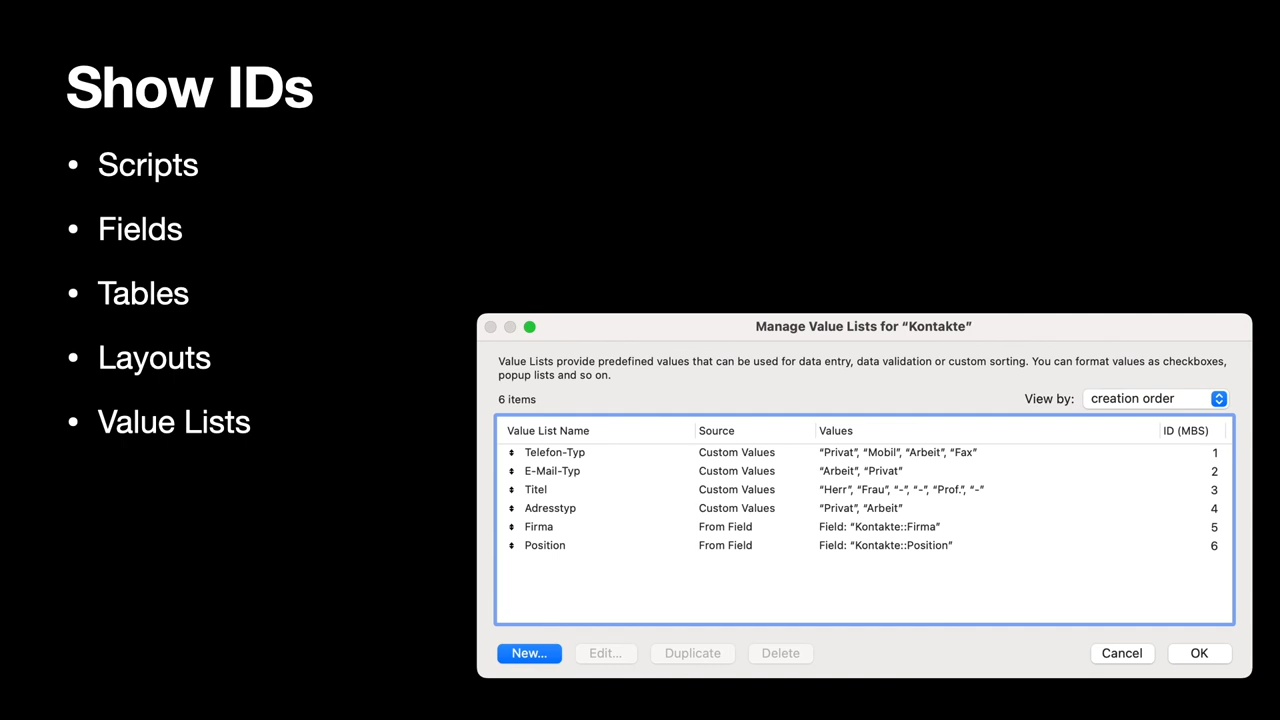 Show IDs
• Scripts
• Fields
• Tables
• Layouts
• Value Lists
Manage Value Lists for “Kontakte”
Value Lists provide predefined values that can be used for data entry, data validation or custom sorting. You can format values as checkboxes,
popup lists and so on.
6 items
View by: creation order
Value List Name Source Values ID (MBS)
Telefon-Typ Custom Values “Privat”, “Mobil”, “Arbeit”, “Fax” 1
E-Mail-Typ Custom Values “Arbeit”, “Privat” 2
Titel Custom Values “Herr”, “Frau”, “-”, “-”, “Prof.”, “-” 3
Adresstyp Custom Values “Privat”, “Arbeit” 4
Firma From Field Field: “Kontakte::Firma” 5
Position From Field Field: “Kontakte::Position” 6
New... Edit... Duplicate Delete Cancel OK